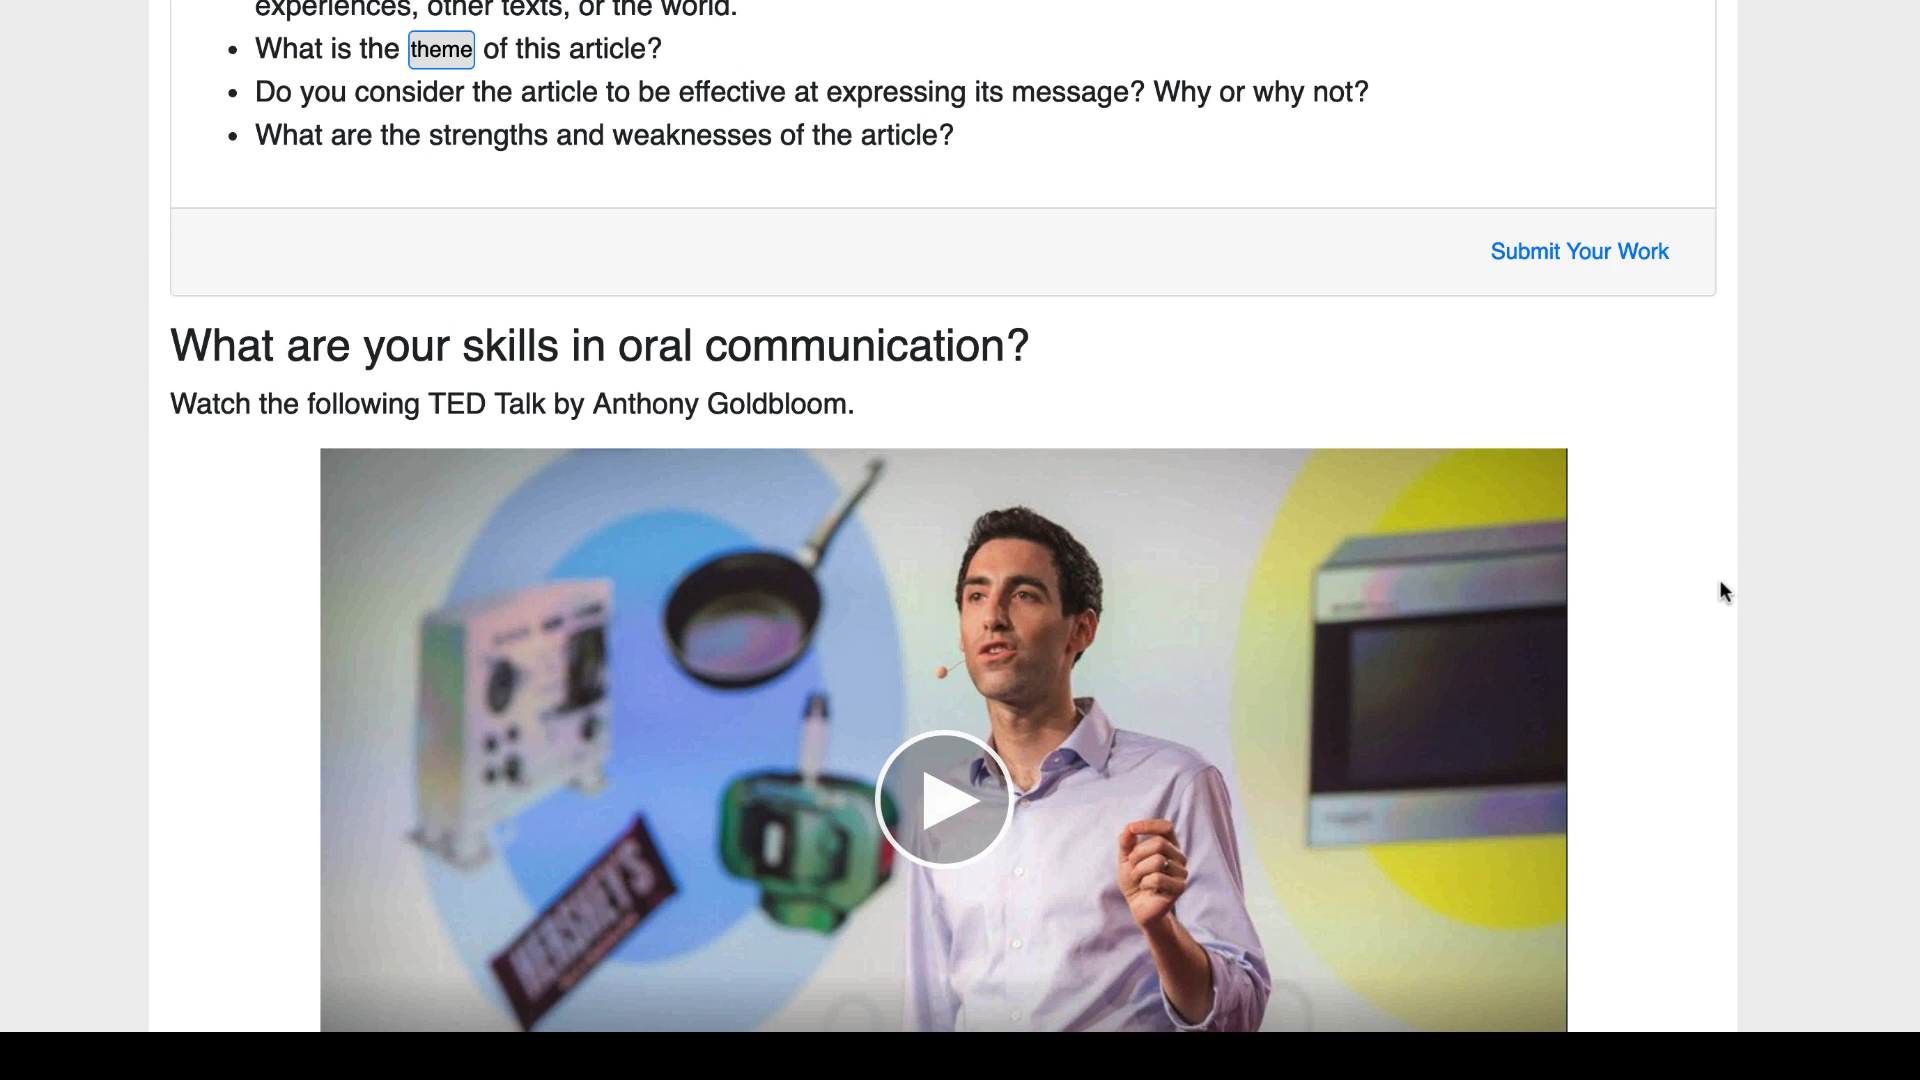 experiences, other texts, or the world.
• What is the theme of this article?
• Do you consider the article to be effective at expressing its message? Why or why not?
• What are the strengths and weaknesses of the article?
Submit Your Work
What are your skills in oral communication?
Watch the following TED Talk by Anthony Goldbloom.
HERSHEY'S